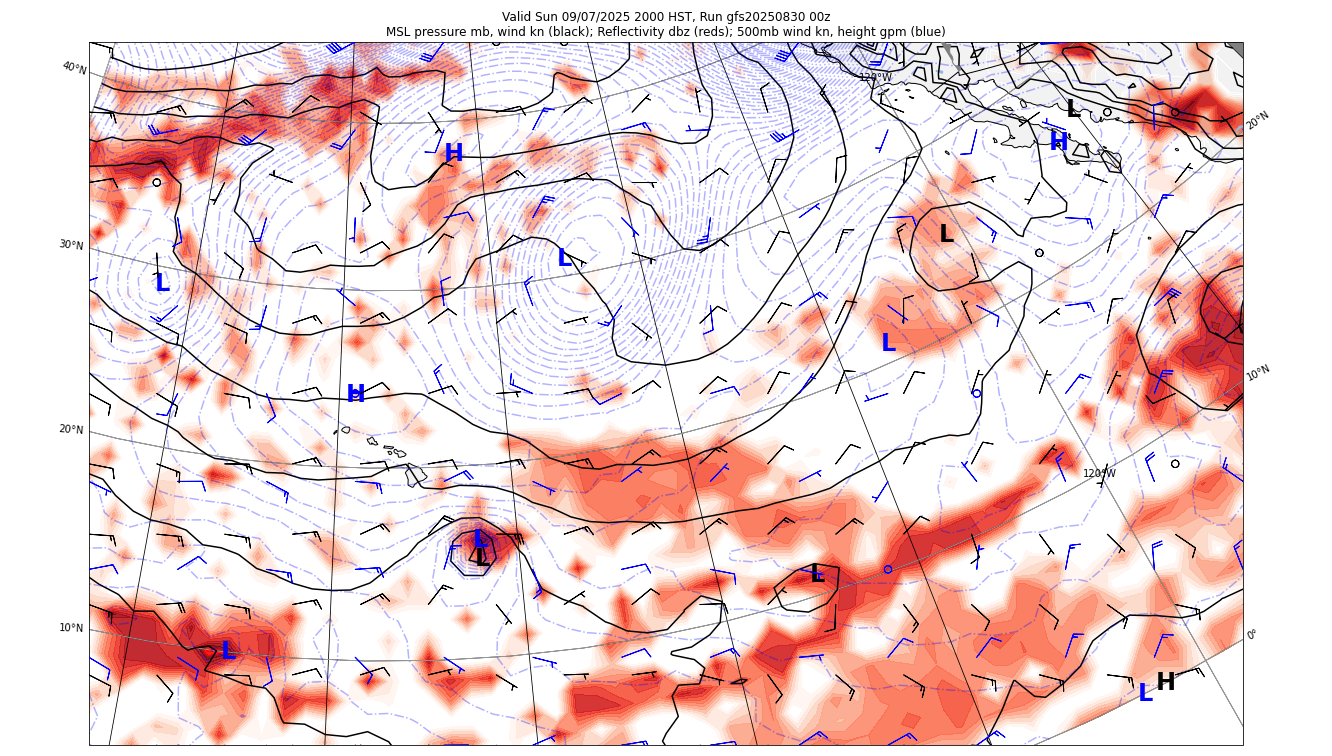 Valid Sun 09/07/2025 2000 HST, Run gfs20250830 00z
MSL pressure mb, wind kn (black); Reflectivity dbz (reds); 500mb wind kn, height gpm (blue)
40°N
120°W
L
20°N
H
H
L
30°N
L
L
L
10°N
H
20°N
120°W
L
L
L
10°N
L
0°
H
L